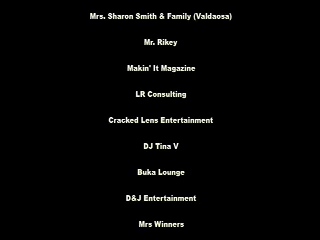 Mrs. Sharon Smith & Family (Valdaosa)
Mr. Rikey
Makin' It Magazine
LR Consulting
Cracked Lens Entertainment
DJ Tina V
Buka Lounge
D&J Entertainment
Mrs Winners